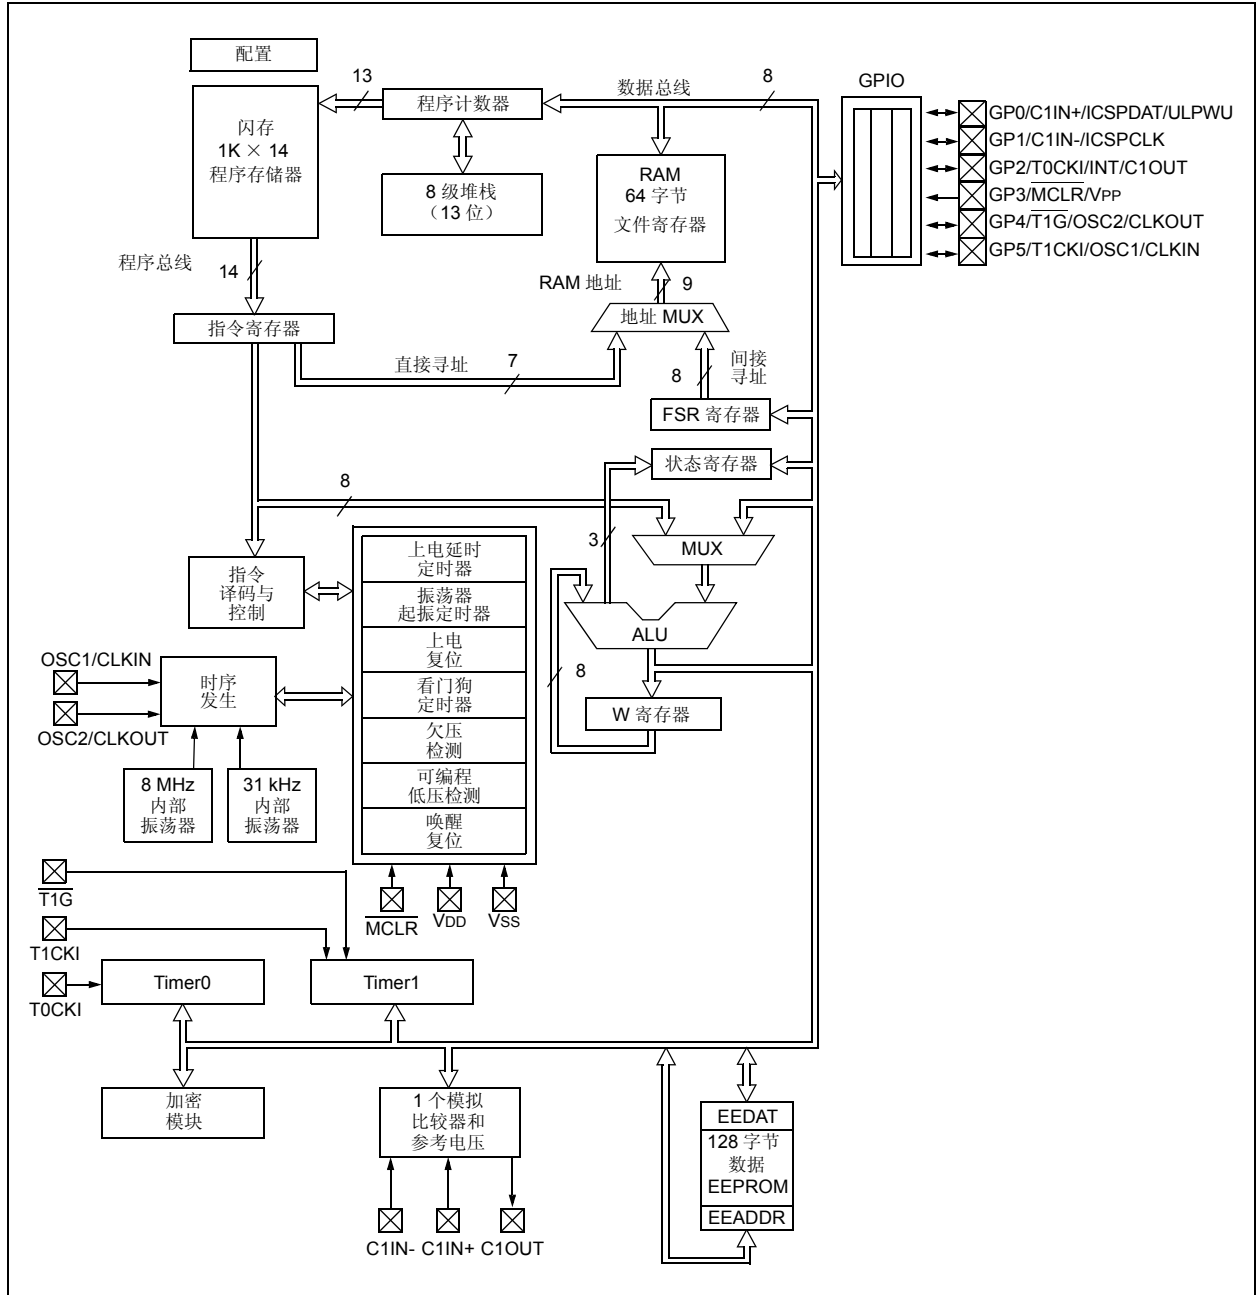 配置
13
程序计数器
数据总线
8
GPIO
闪存
1K × 14
程序存储器
8 级堆栈
（13 位）
RAM
64 字节
文件寄存器
GP0/C1IN+/ICSPDAT/ULPWU
GP1/C1IN-/ICSPCLK
GP2/T0CKI/INT/C1OUT
GP3/MCLR/VPP
GP4/T1G/OSC2/CLKOUT
GP5/T1CKI/OSC1/CLKIN
程序总线
14
RAM 地址
9
指令寄存器
地址 MUX
直接寻址
7
8
间接
寻址
FSR 寄存器
状态寄存器
8
3
MUX
指令
译码与
控制
上电延时
定时器
振荡器
起振定时器
上电
复位
看门狗
定时器
欠压
检测
可编程
低压检测
唤醒
复位
ALU
8
W 寄存器
OSC1/CLKIN
时序
发生
OSC2/CLKOUT
8 MHz
内部
振荡器
31 kHz
内部
振荡器
T1G
MCLR
VDD
VSS
T1CKI
T0CKI
Timer0
Timer1
加密
模块
1 个模拟
比较器和
参考电压
C1IN-
C1IN+
C1OUT
EEDAT
128 字节
数据
EEPROM
EEADDR